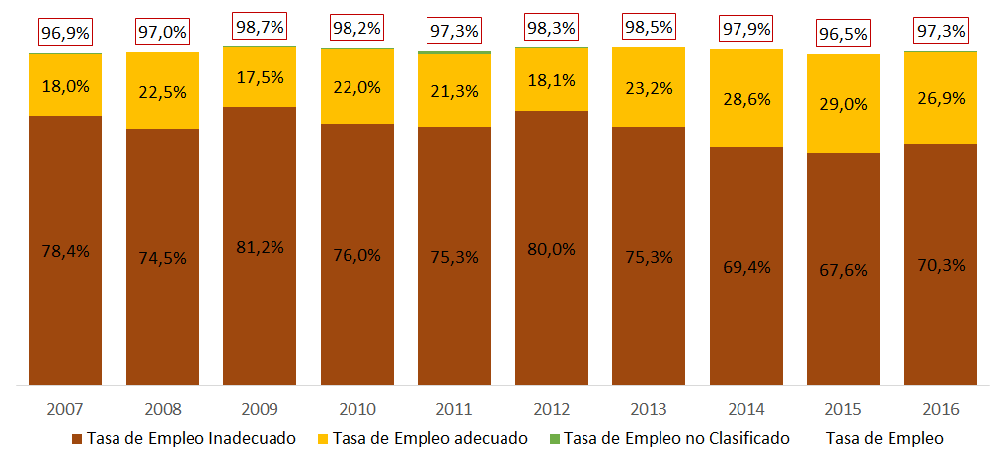 96,9% 97,0% 98,7% 98,2% 97,3% 98,3% 98,5% 97,9% 96,5% 97,3%
18,0% 22,5% 17,5% 22,0% 21,3% 18,1% 23,2% 28,6% 29,0% 26,9%
78,4% 74,5% 81,2% 76,0% 75,3% 80,0% 75,3% 69,4% 67,6% 70,3%
2007 2008 2009 2010 2011 2012 2013 2014 2015 2016
Tasa de Empleo Inadecuado Tasa de Empleo adecuado Tasa de Empleo no Clasificado Tasa de Empleo